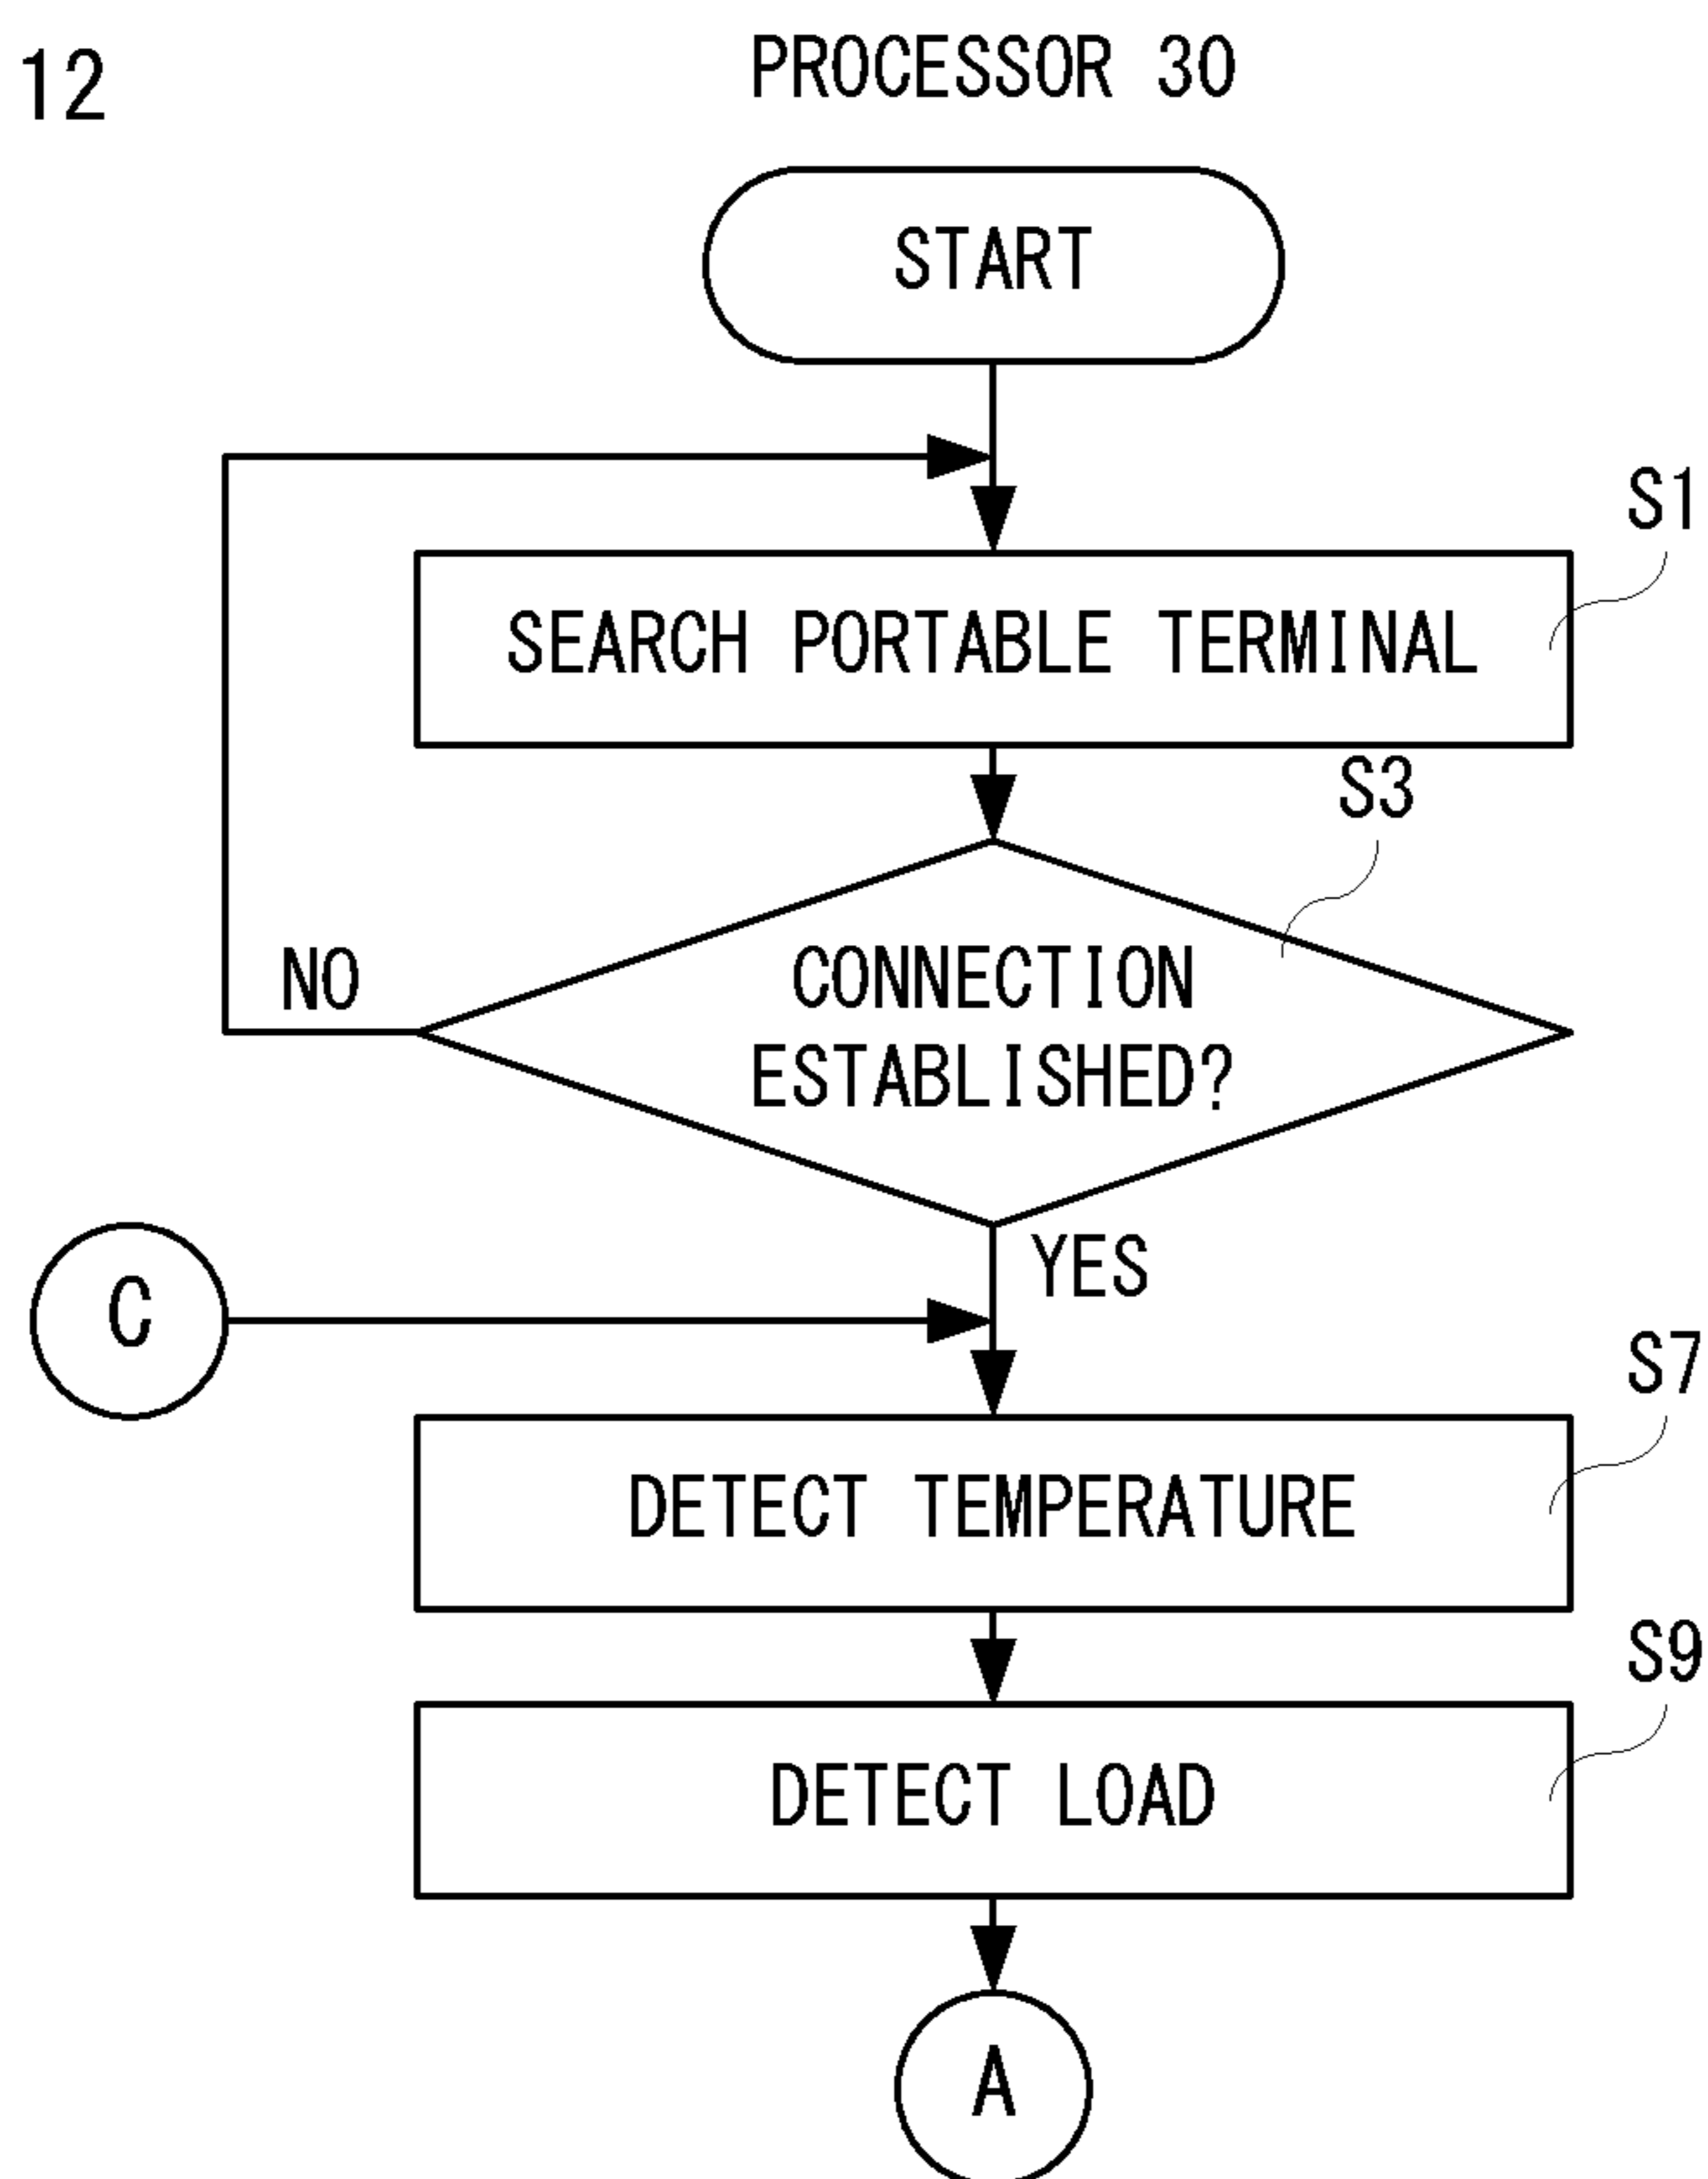 12
PROCESSOR 30
START
S1
SEARCH PORTABLE TERMINAL
S3
NO
CONNECTION
ESTABLISHED?
YES
C
S7
DETECT TEMPERATURE
S9
DETECT LOAD
A